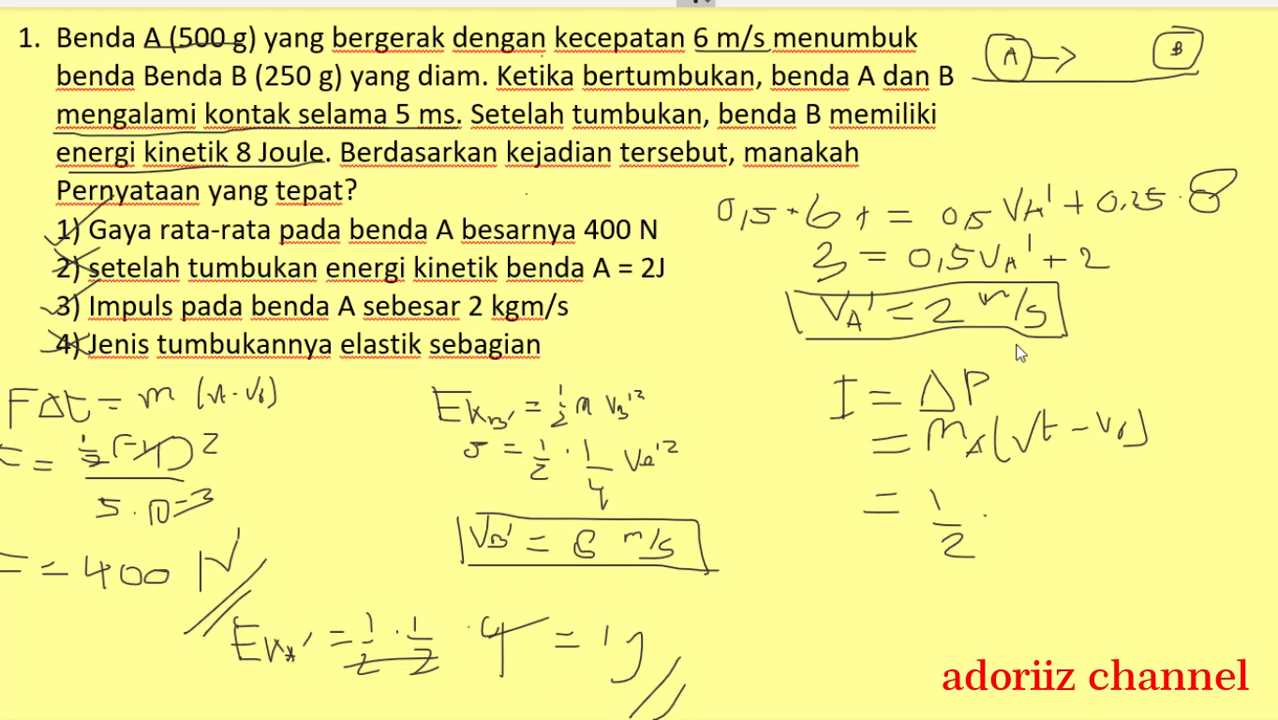 1. Benda A (500 g) yang bergerak dengan kecepatan 6 m/s menumbuk
benda Benda B (250 g) yang diam. Ketika bertumbukan, benda A dan B
mengalami kontak selama 5 ms. Setelah tumbukan, benda B memiliki
energi kinetik 8 Joule. Berdasarkan kejadian tersebut, manakah
Pernyataan yang tepat?
1) Gaya rata-rata pada benda A besarnya 400 N
2) setelah tumbukan energi kinetik benda A = 2J
3) Impuls pada benda A sebesar 2 kgm/s
4) Jenis tumbukannya elastik sebagian
A → B
0,5 · 6 + = 0,5 VA' + 0,25 · 8
3 = 0,5 VA' + 2
VA' = 2 m/s
F Δt = m (vt - v0)
5 · 10^-3
= 400 N
EkB' = 1/2 m vB'^2
= 1/2 · 1/4 VB'^2
VB' = 8 m/s
EkA' = 1/2 · 1/2 · 4 = 1 J
I = ΔP
= mA (vt - v0)
= 1/2 ·
adoriiz channel